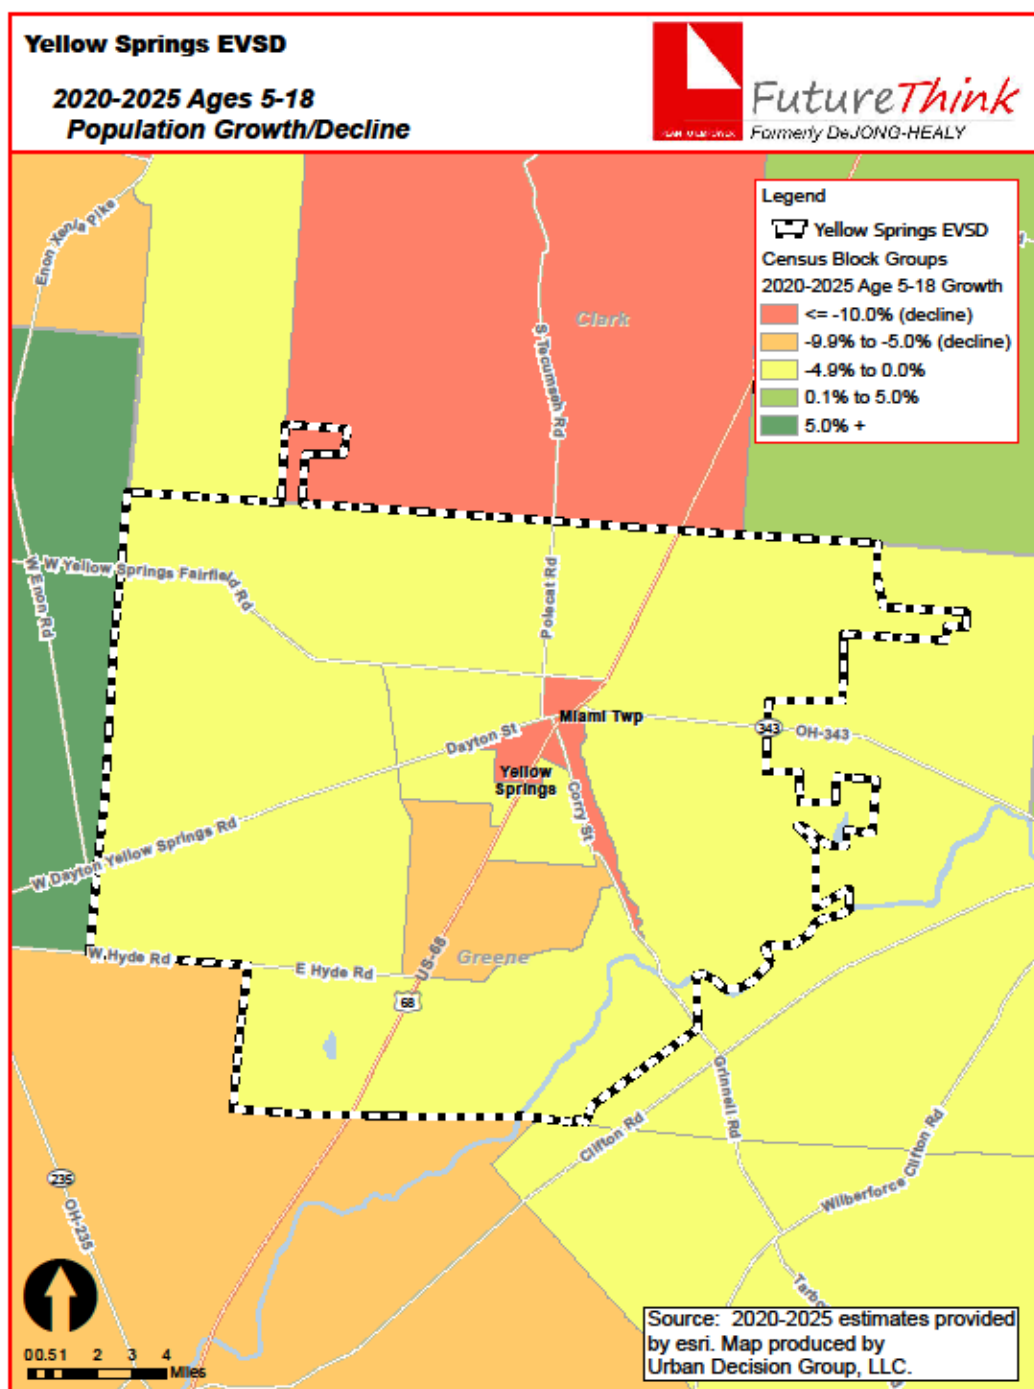 Yellow Springs EVSD
2020-2025 Ages 5-18
Population Growth/Decline
FutureThink
Formerly DeJONG-HEALY
Legend
Yellow Springs EVSD
Census Block Groups
2020-2025 Age 5-18 Growth
<= -10.0% (decline)
-9.9% to -5.0% (decline)
-4.9% to 0.0%
0.1% to 5.0%
5.0% +
Enon Xenia Pike
Clark
S Tecumseh Rd
W Enon Rd
W Yellow Springs Fairfield Rd
Polecat Rd
Miami Twp
343
OH-343
Dayton St
Yellow
Springs
Corry St
W Dayton Yellow Springs Rd
W Hyde Rd
E Hyde Rd
US-68
Greene
68
Grinnell Rd
Clifton Rd
Wilberforce Clifton Rd
235
OH-235
0 0.5 1 2 3 4
Miles
Source: 2020-2025 estimates provided
by esri. Map produced by
Urban Decision Group, LLC.